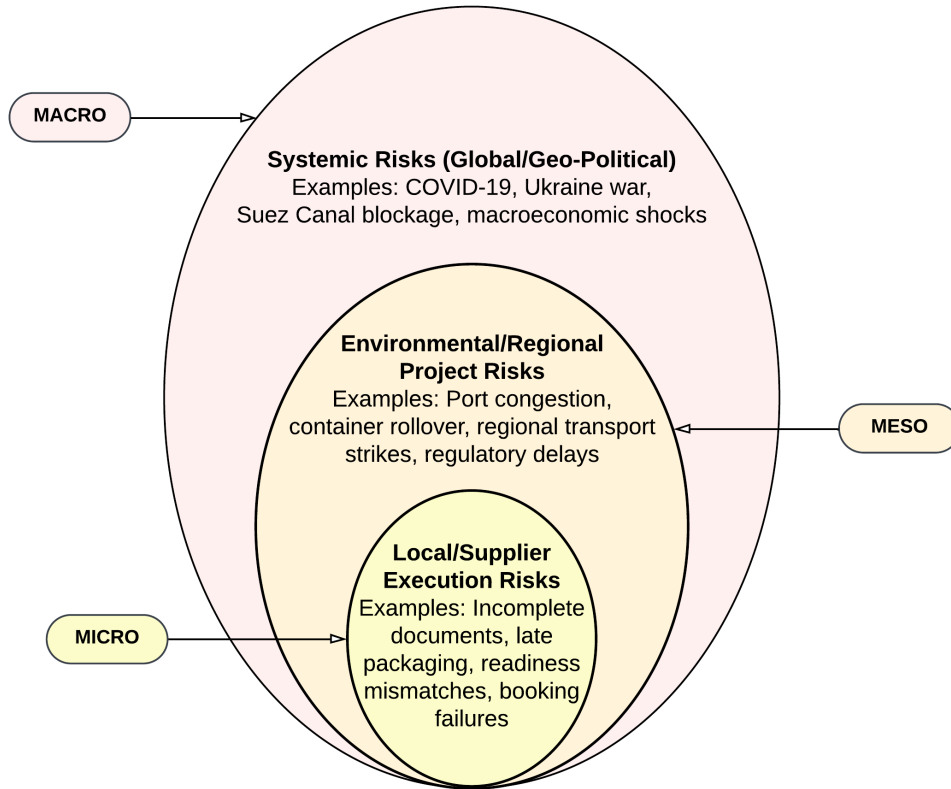 MACRO
Systemic Risks (Global/Geo-Political)
Examples: COVID-19, Ukraine war,
Suez Canal blockage, macroeconomic shocks
Environmental/Regional
Project Risks
Examples: Port congestion,
container rollover, regional transport
strikes, regulatory delays
MESO
Local/Supplier
Execution Risks
Examples: Incomplete
documents, late
packaging, readiness
mismatches, booking
failures
MICRO